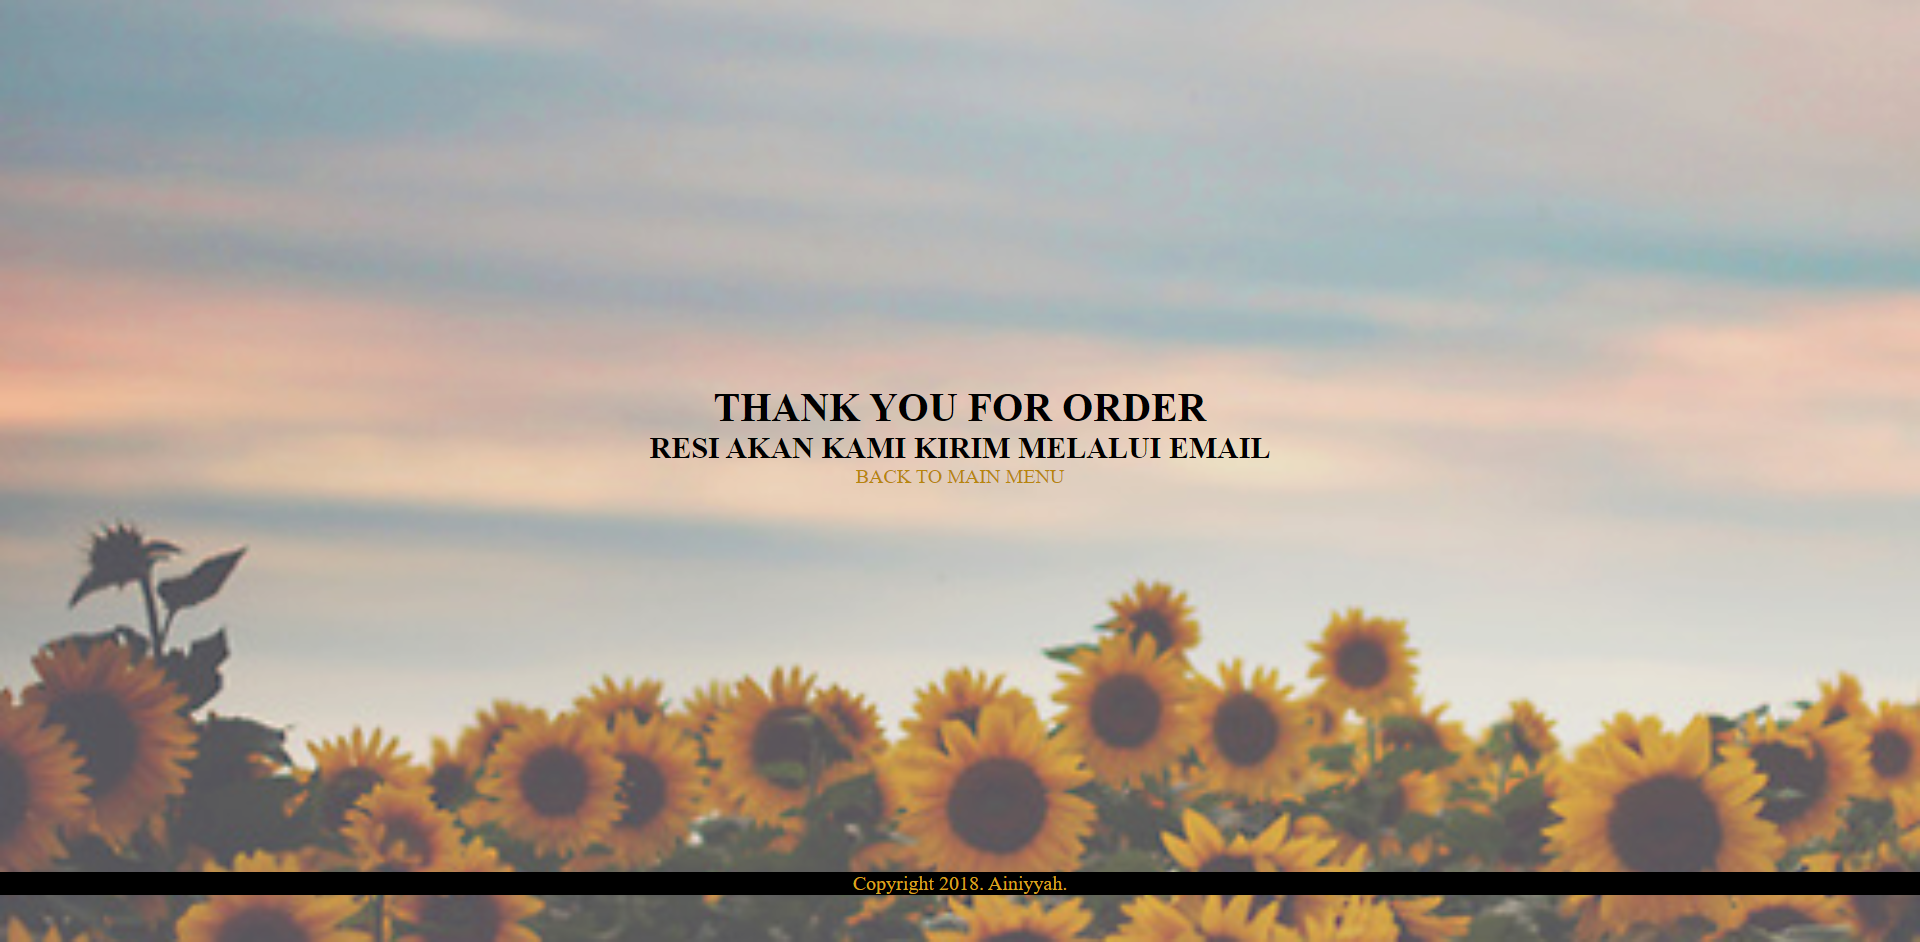 THANK YOU FOR ORDER
RESI AKAN KAMI KIRIM MELALUI EMAIL
BACK TO MAIN MENU
Copyright 2018. Ainiyyah.